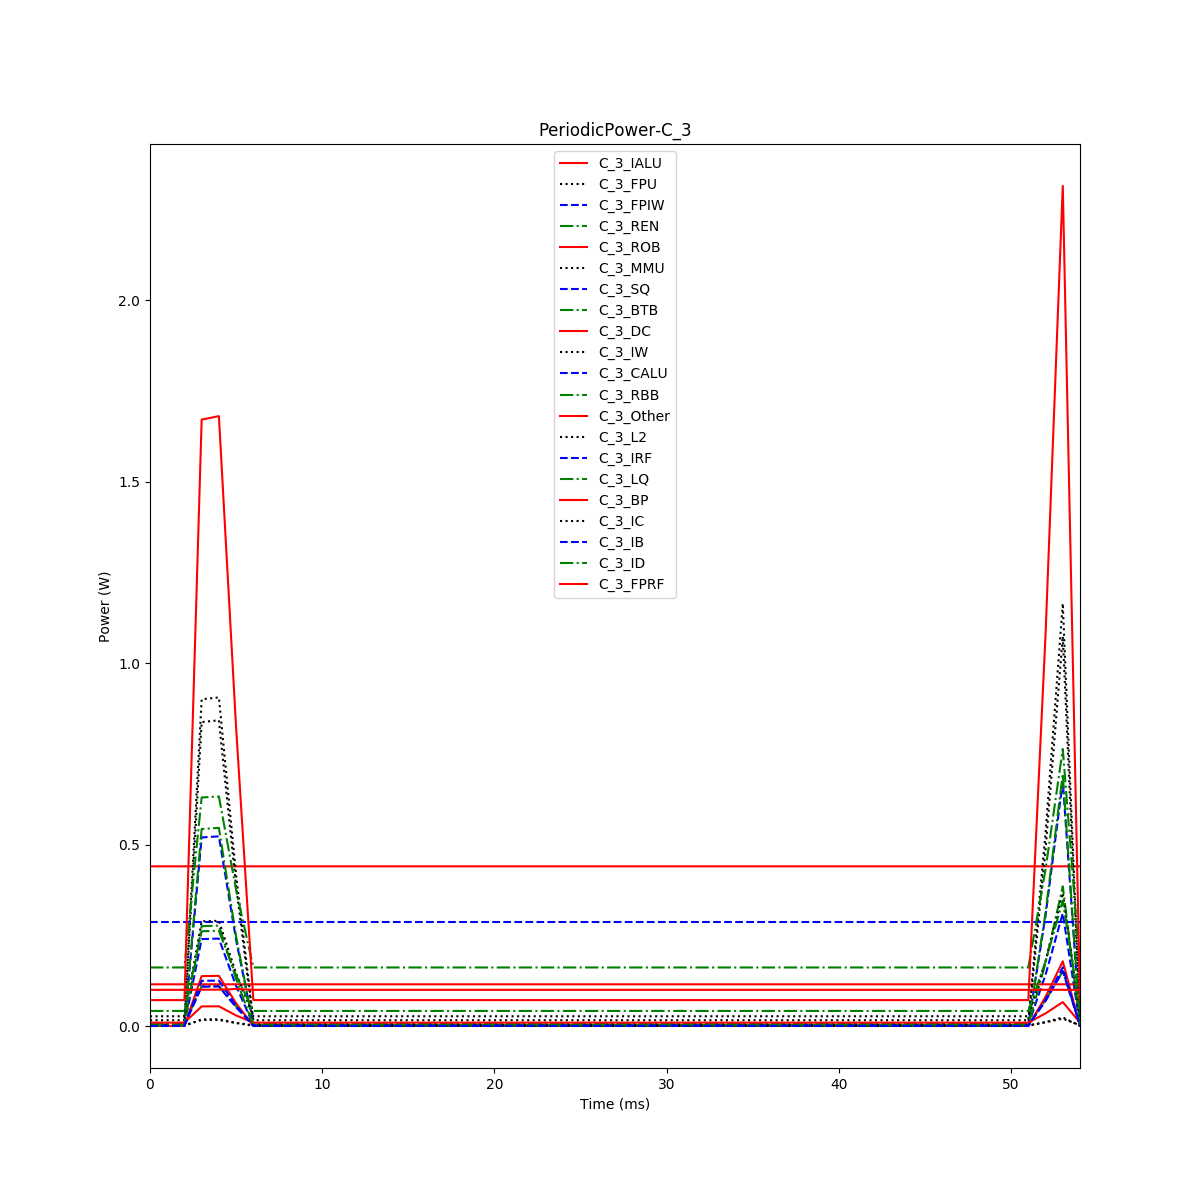 PeriodicPower-C_3
C_3_IALU
C_3_FPU
C_3_FPIW
C_3_REN
C_3_ROB
C_3_MMU
C_3_SQ
C_3_BTB
C_3_DC
C_3_IW
C_3_CALU
C_3_RBB
C_3_Other
C_3_L2
C_3_IRF
C_3_LQ
C_3_BP
C_3_IC
C_3_IB
C_3_ID
C_3_FPRF
Power (W)
2.0
1.5
1.0
0.5
0.0
0 10 20 30 40 50
Time (ms)